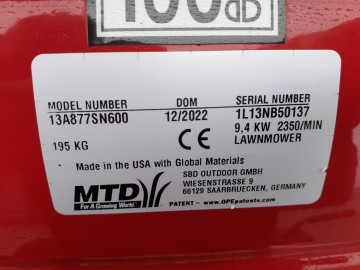 100
dB
MODEL NUMBER DOM SERIAL NUMBER
13A877SN600 12/2022 1L13NB50137
195 KG CE 9.4 KW 2350/MIN
LAWNMOWER
Made in the USA with Global Materials
MTD
For A Growing World.
SBD OUTDOOR GMBH
WIESENSTRASSE 9
66129 SAARBRUECKEN, GERMANY
PATENT - www.OPEpatents.com